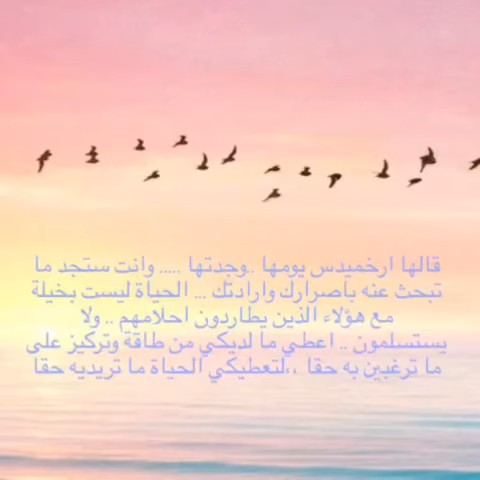 قالها ارخميدس يومها ..وجدتها ..... وانت ستجد ما
تبحث عنه باصرارك وارادتك ... الحياة ليست بخيلة
مع هؤلاء الذين يطاردون احلامهم .. ولا
يستسلمون .. اعطي ما لديكي من طاقة وتركيز على
ما ترغبين به حقا ،،لتعطيكي الحياة ما تريديه حقا